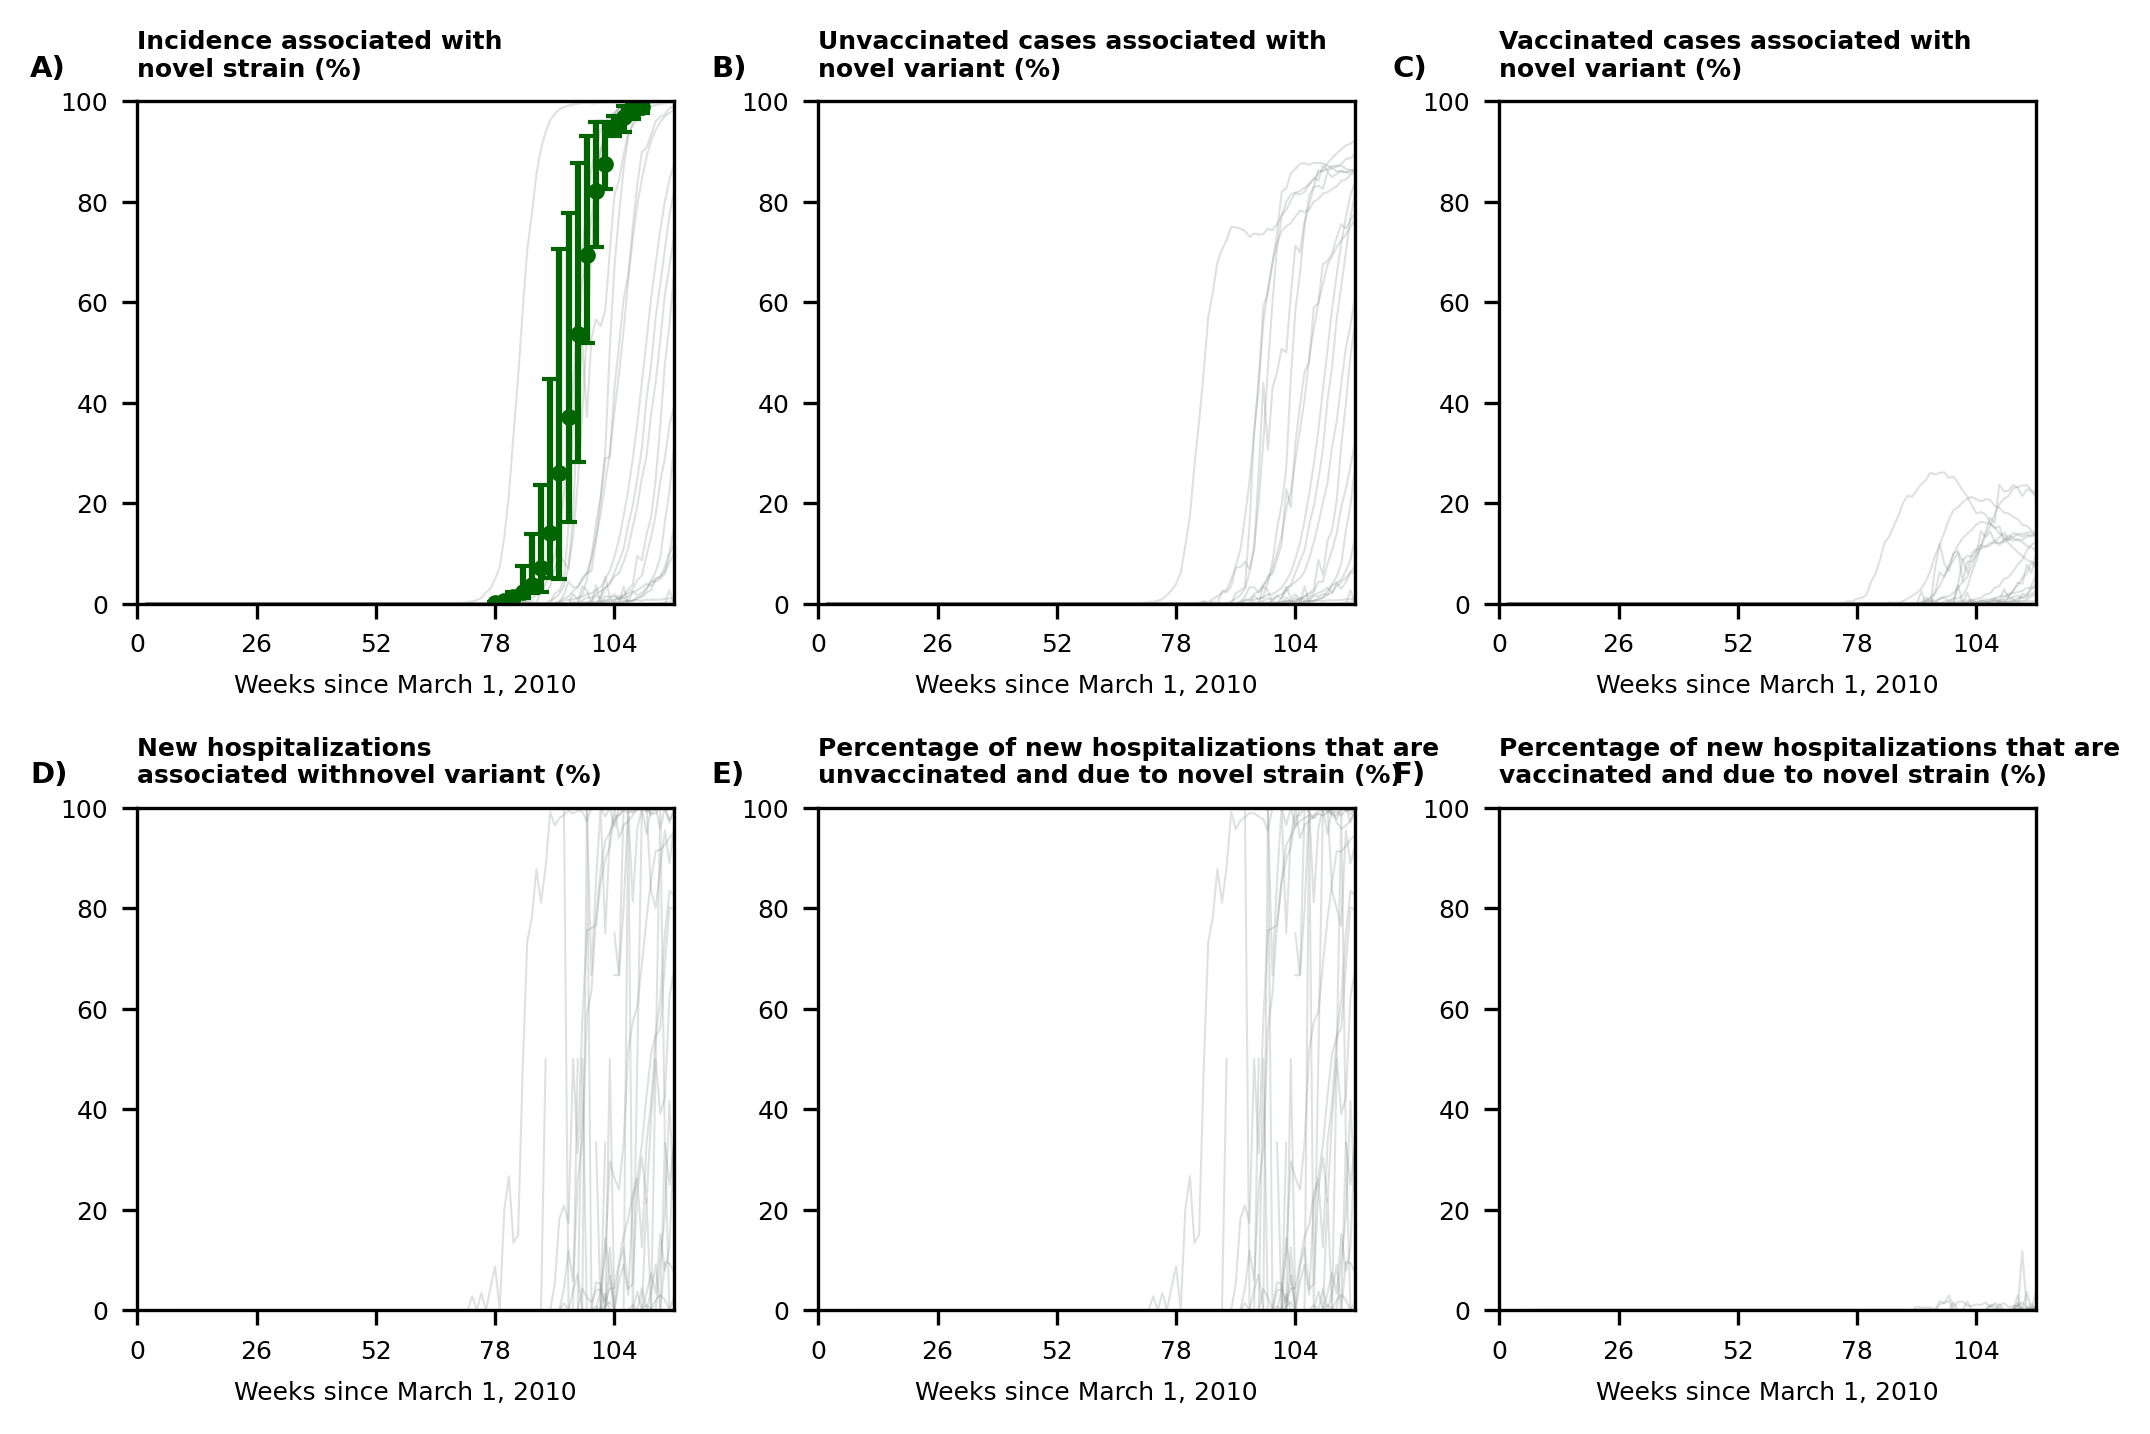 A)
Incidence associated with
novel strain (%)
100
80
60
40
20
0
0 26 52 78 104
Weeks since March 1, 2010
B)
Unvaccinated cases associated with
novel variant (%)
100
80
60
40
20
0
0 26 52 78 104
Weeks since March 1, 2010
C)
Vaccinated cases associated with
novel variant (%)
100
80
60
40
20
0
0 26 52 78 104
Weeks since March 1, 2010
D)
New hospitalizations
associated withnovel variant (%)
100
80
60
40
20
0
0 26 52 78 104
Weeks since March 1, 2010
E)
Percentage of new hospitalizations that are
unvaccinated and due to novel strain (%)
100
80
60
40
20
0
0 26 52 78 104
Weeks since March 1, 2010
F)
Percentage of new hospitalizations that are
vaccinated and due to novel strain (%)
100
80
60
40
20
0
0 26 52 78 104
Weeks since March 1, 2010